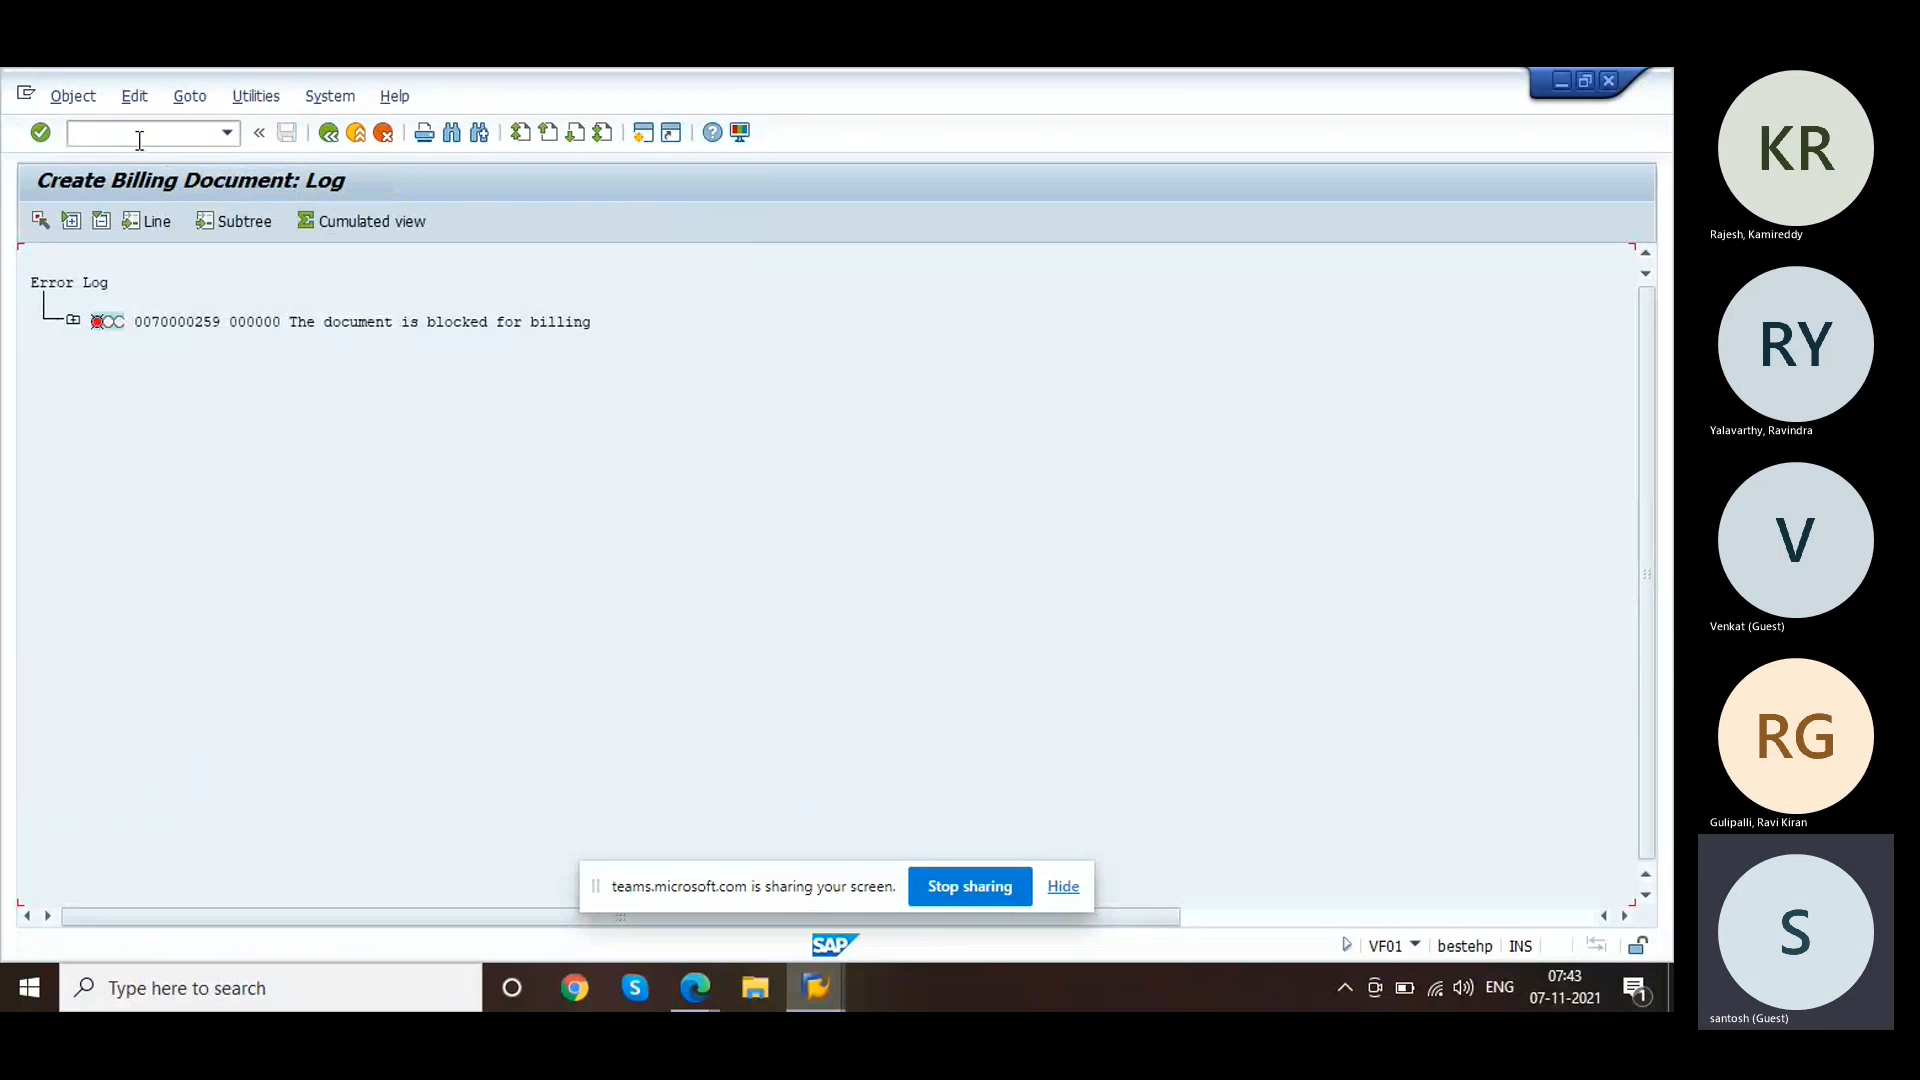 Object Edit Goto Utilities System Help
Create Billing Document: Log
Line Subtree Cumulated view
Error Log
0070000259 000000 The document is blocked for billing
teams.microsoft.com is sharing your screen. Stop sharing Hide
SAP
VF01 bestehp INS
Type here to search
S
ENG
07:43
07-11-2021
1
KR
Rajesh, Kamireddy
RY
Yalavarthy, Ravindra
V
Venkat (Guest)
RG
Gulipalli, Ravi Kiran
S
santosh (Guest)